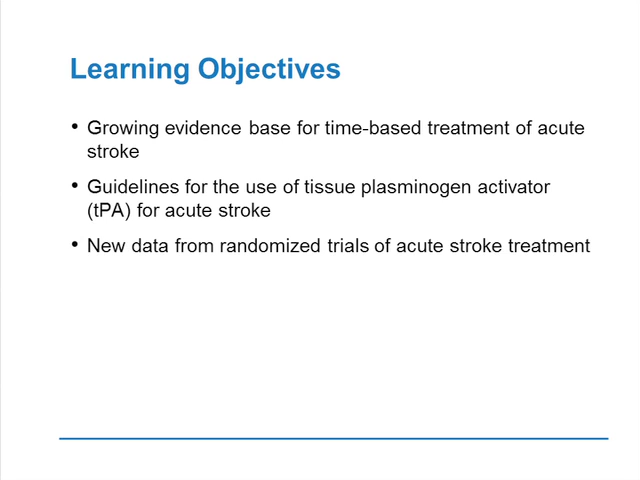 Learning Objectives
• Growing evidence base for time-based treatment of acute
stroke
• Guidelines for the use of tissue plasminogen activator
(tPA) for acute stroke
• New data from randomized trials of acute stroke treatment